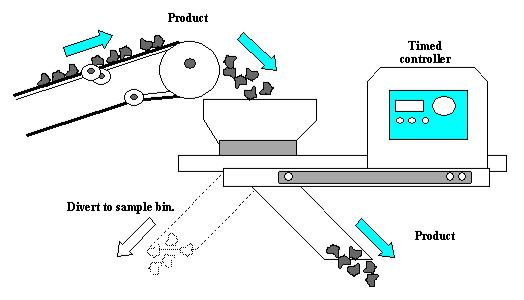 Product
Timed
controller
Divert to sample bin.
Product